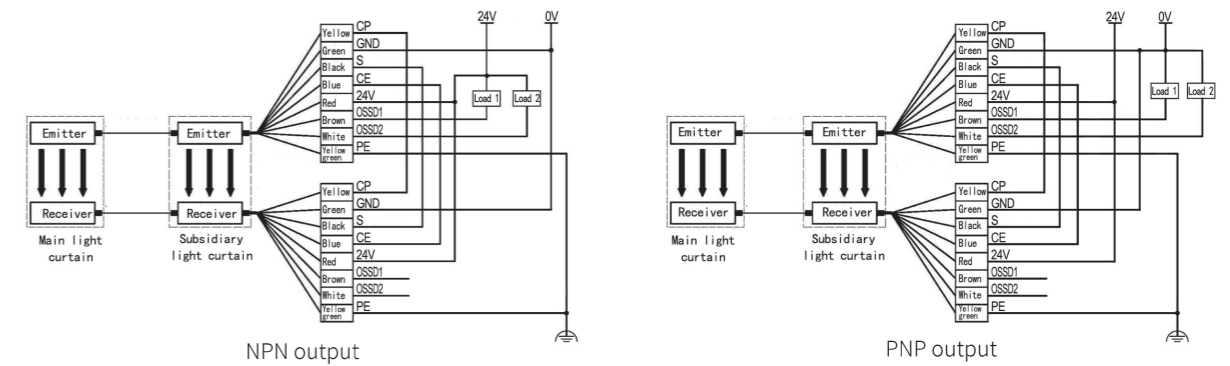 24V 0V
Yellow CP
Green GND
Black S
Blue CE
Red 24V
Brown OSSD1
White OSSD2
Yellow green PE
Load 1 Load 2
Emitter Emitter
Receiver Receiver
Main light curtain
Subsidiary light curtain
Yellow CP
Green GND
Black S
Blue CE
Red 24V
Brown OSSD1
White OSSD2
Yellow green PE
NPN output
24V 0V
Yellow CP
Green GND
Black S
Blue CE
Red 24V
Brown OSSD1
White OSSD2
Yellow green PE
Load 1 Load 2
Emitter Emitter
Receiver Receiver
Main light curtain
Subsidiary light curtain
Yellow CP
Green GND
Black S
Blue CE
Red 24V
Brown OSSD1
White OSSD2
Yellow green PE
PNP output